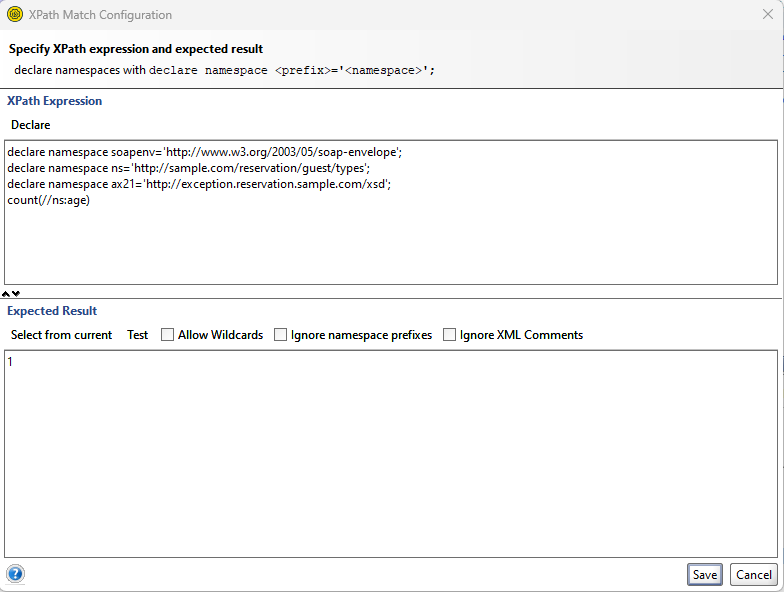 XPath Match Configuration
Specify XPath expression and expected result
declare namespaces with declare namespace <prefix>='<namespace>';
XPath Expression
Declare
declare namespace soapenv='http://www.w3.org/2003/05/soap-envelope';
declare namespace ns='http://sample.com/reservation/guest/types';
declare namespace ax21='http://exception.reservation.sample.com/xsd';
count(//ns:age)
Expected Result
Select from current Test Allow Wildcards Ignore namespace prefixes Ignore XML Comments
1
? Save Cancel